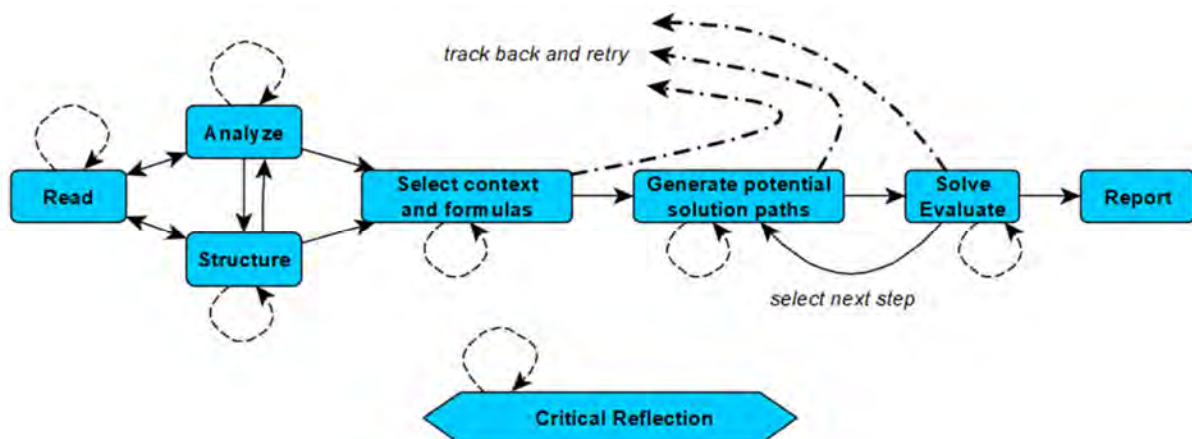 track back and retry
Analyze
Read
Structure
Select context
and formulas
Generate potential
solution paths
Solve
Evaluate
Report
select next step
Critical Reflection